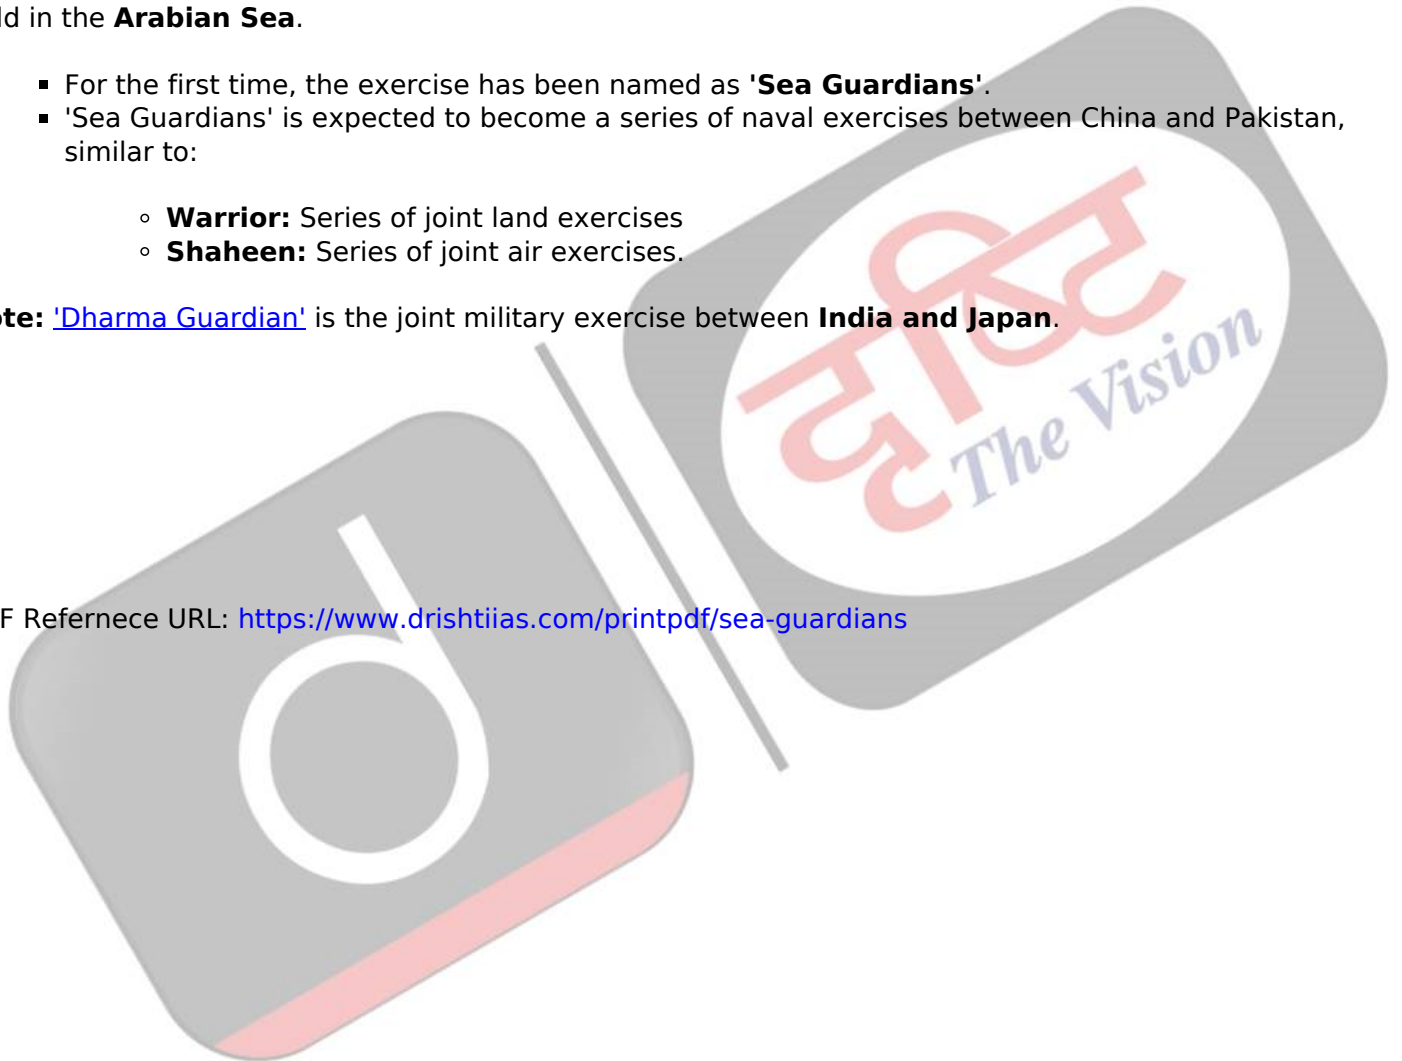 ld in the Arabian Sea.
For the first time, the exercise has been named as 'Sea Guardians'.
'Sea Guardians' is expected to become a series of naval exercises between China and Pakistan,
similar to:
Warrior: Series of joint land exercises
Shaheen: Series of joint air exercises.
te: 'Dharma Guardian' is the joint military exercise between India and Japan.
F Refernece URL: https://www.drishtiias.com/printpdf/sea-guardians
दृष्टि
The Vision
d